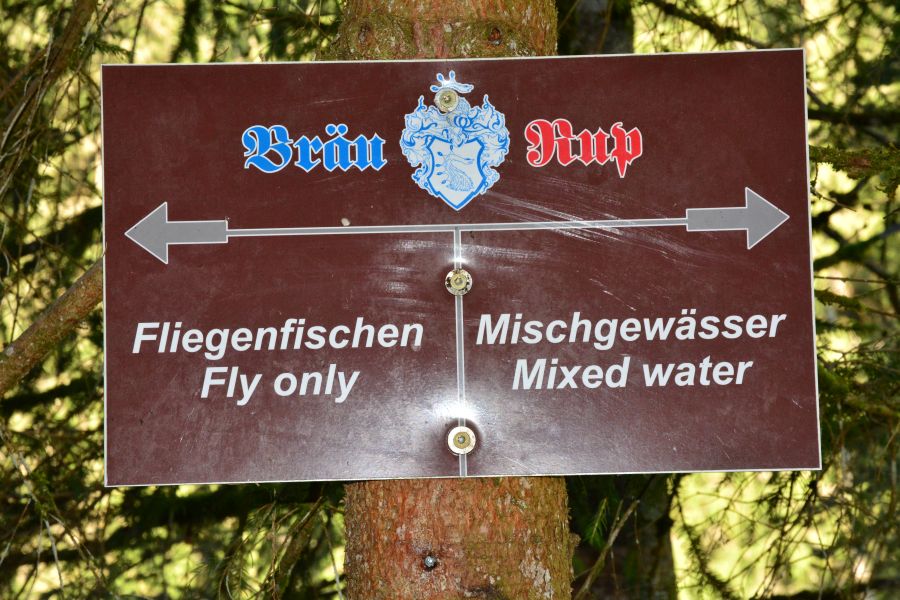 Bräu Rup
Fliegenfischen
Fly only
Mischgewässer
Mixed water